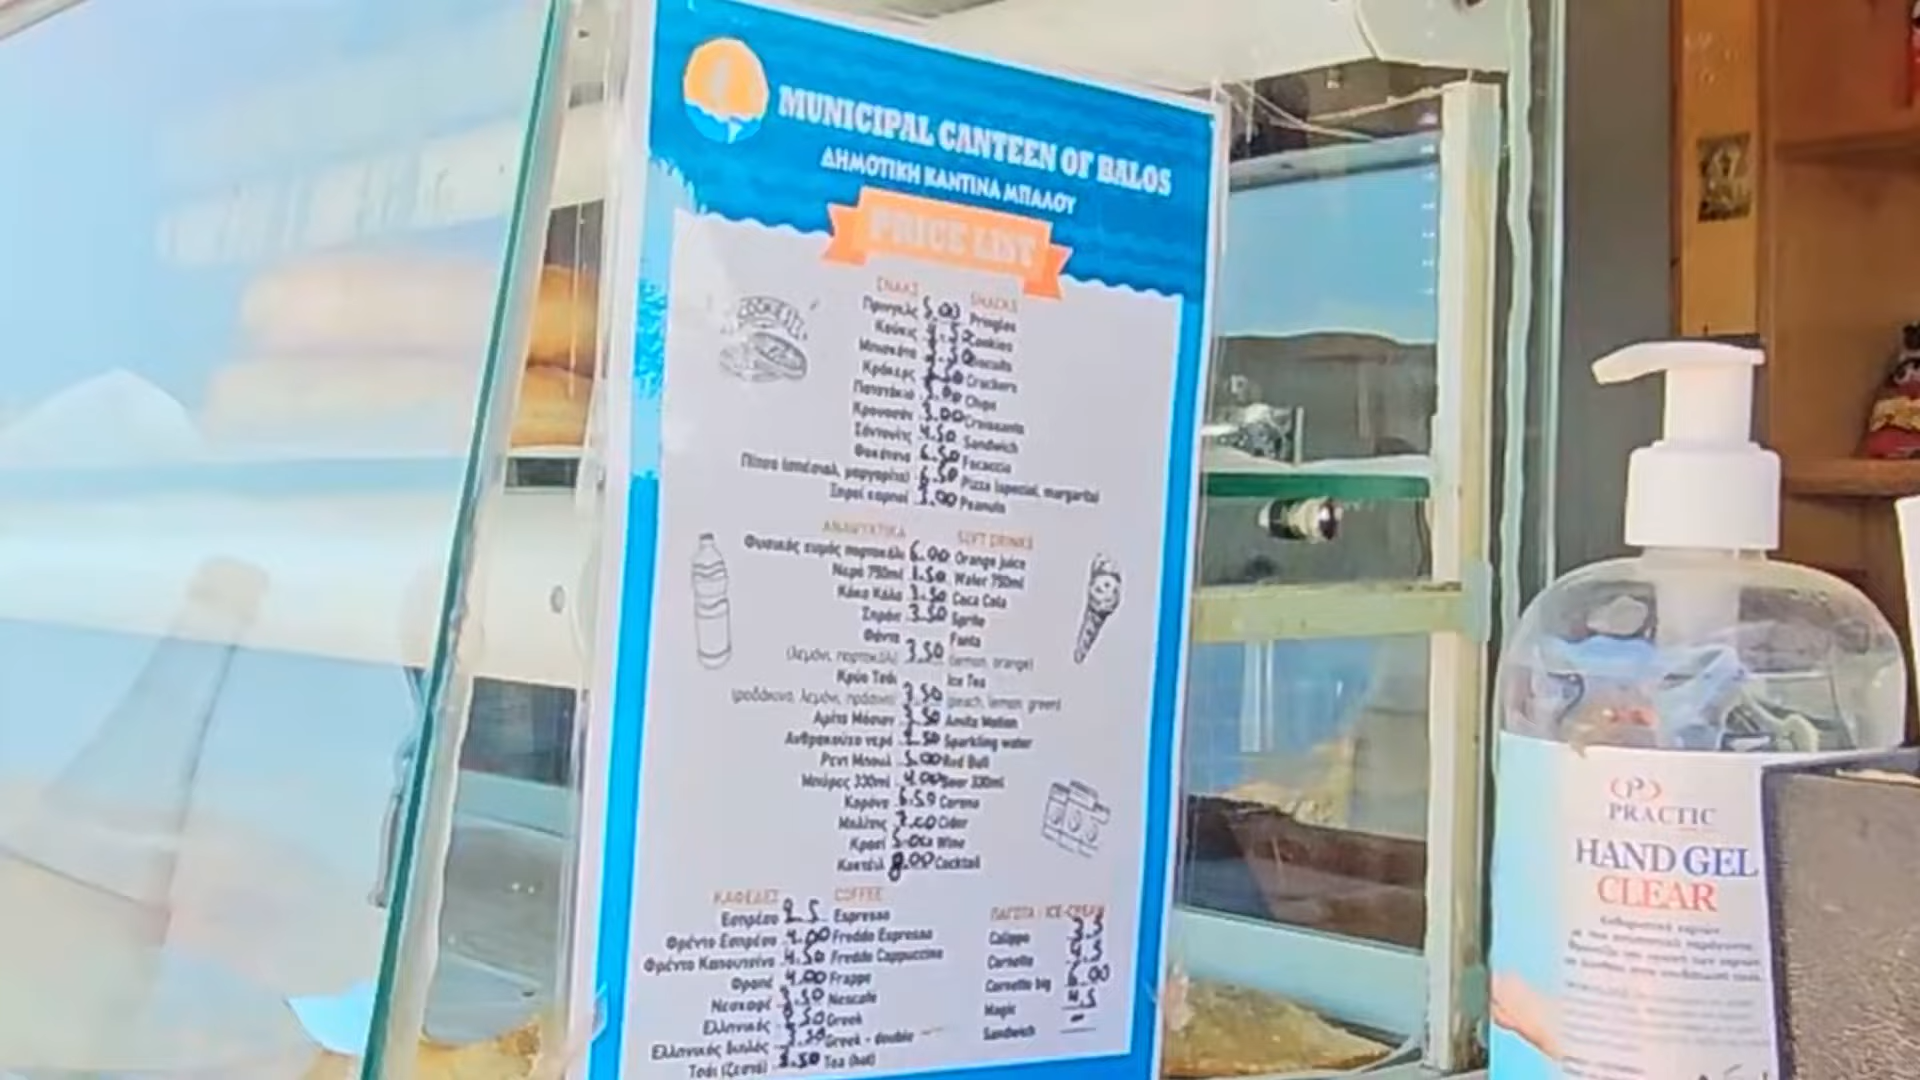 MUNICIPAL CANTEEN OF BALOS
ΔΗΜΟΤΙΚΗ ΚΑΝΤΙΝΑ ΜΠΑΛΟΥ
PRICE LIST
ΣΝΑΚΣ SNACKS
COOKIES
Πρινγκλς 5.00 Pringles
Κούκις Cookies
Μπισκότα Biscuits
Κράκερς Crackers
Πατατάκια Chips
Κρουασάν 3.00 Croissants
Σάντουιτς 4.50 Sandwich
Φοκάτσια 6.50 Focaccia
Πίτσα (σπέσιαλ, μαργαρίτα) 6.50 Pizza (special, margarita)
Ξηροί καρποί 3.00 Peanuts
ΑΝΑΨΥΚΤΙΚΑ SOFT DRINKS
Φυσικός χυμός πορτοκάλι 6.00 Orange juice
Νερό 750ml 1.50 Water 750ml
Κόκα Κόλα 3.50 Coca Cola
Σπράιτ 3.50 Sprite
Φάντα Fanta
(λεμόνι, πορτοκάλι) 3.50 (lemon, orange)
Κρύο Τσάι Ice Tea
(ροδάκινο, λεμόνι, πράσινο) 3.50 (peach, lemon, green)
Αμίτα Μόσιον 3.50 Amita Motion
Ανθρακούχο νερό Sparkling water
Ρεντ Μπουλ 5.00 Red Bull
Μπύρες 330ml 4.00 Beer 330ml
Κορόνα 6.50 Corona
Μηλίτης Cider
Κρασί 5.00 Wine
Κοκτέιλ 8.00 Cocktail
ΚΑΦΕΔΕΣ COFFEE
Εσπρέσο Espresso
Φρέντο Εσπρέσο 4.00 Freddo Espresso
Φρέντο Καπουτσίνο 4.50 Freddo Cappuccino
Φραπέ 4.00 Frappe
Νεσκαφέ 3.50 Nescafe
Ελληνικός Greek
Ελληνικός διπλός Greek - double
Τσάι (ζεστό) 3.50 Tea (hot)
ΠΑΓΩΤΑ - ICE-CREAM
Calippo
Cornetto
Cornetto big 5.00
Magic 4.5
Sandwich -
PRACTIC
HAND GEL
CLEAR